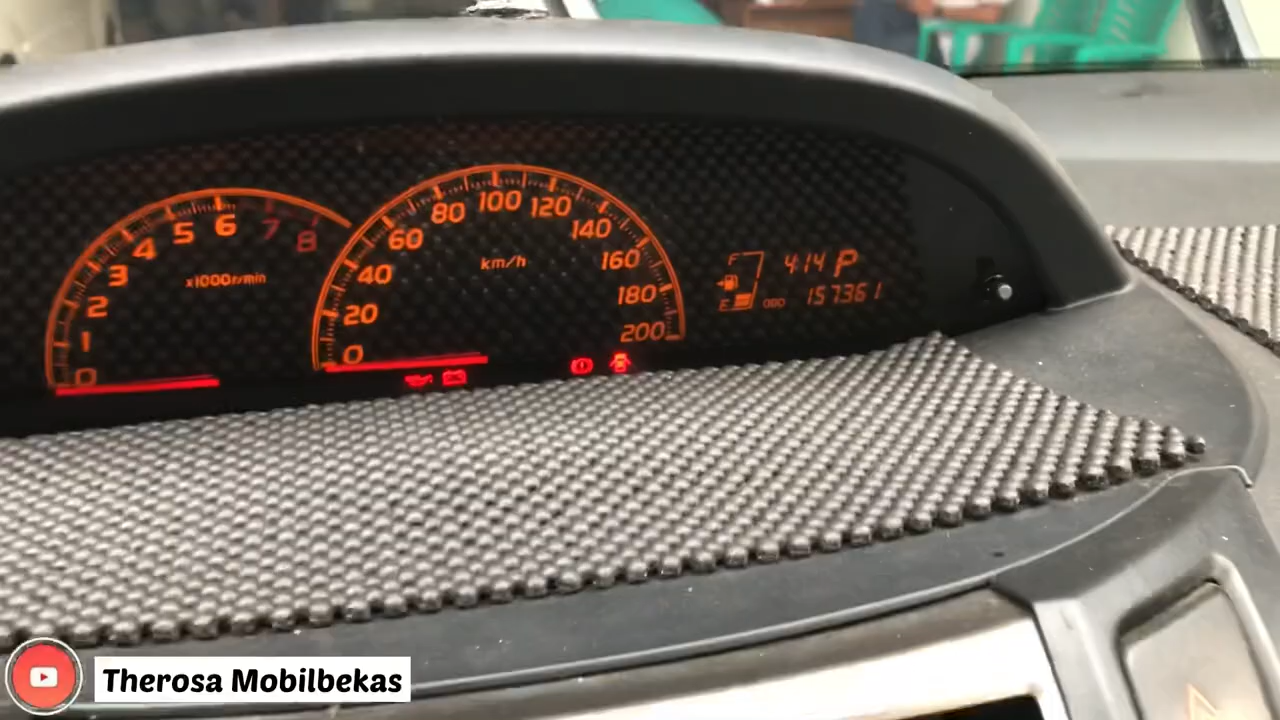 0 1 2 3 4 5 6 7 8
x1000r/min
0 20 40 60 80 100 120 140 160 180 200
km/h
F
E
4:14 P
ODO 157361
Therosa Mobilbekas